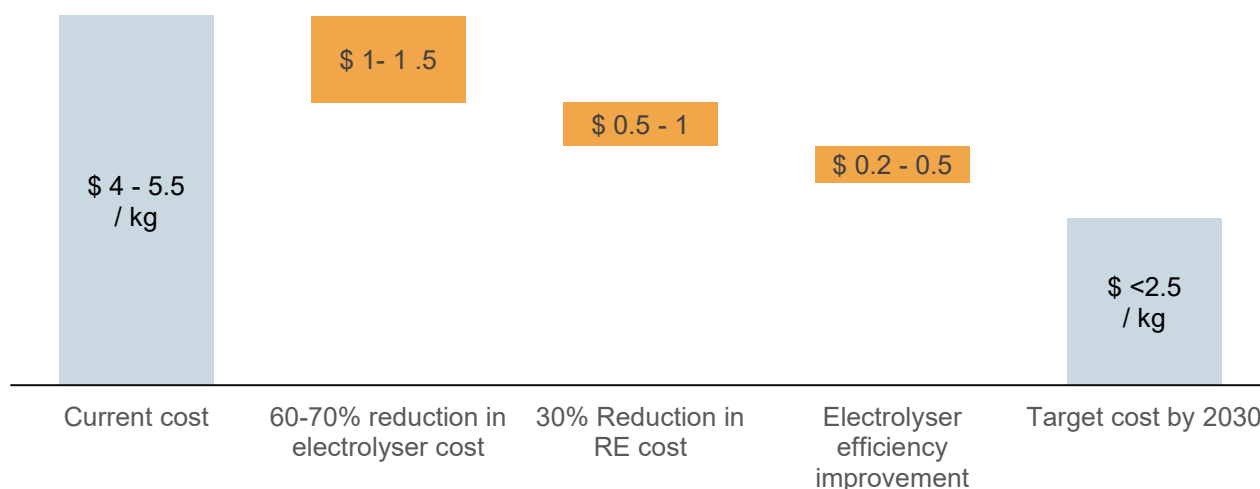 $ 4 - 5.5
/ kg
$ 1- 1 .5
$ 0.5 - 1
$ 0.2 - 0.5
$ <2.5
/ kg
Current cost
60-70% reduction in
electrolyser cost
30% Reduction in
RE cost
Electrolyser
efficiency
improvement
Target cost by 2030